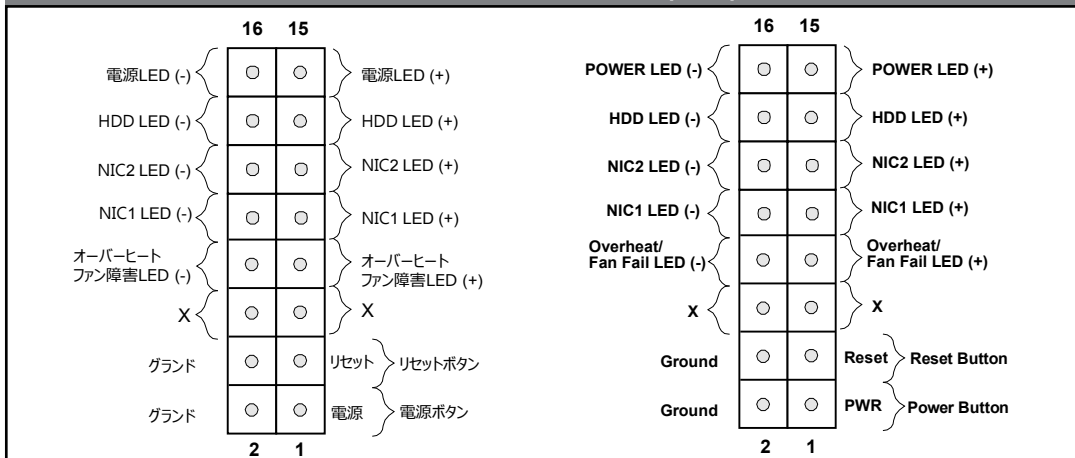 16 15
電源LED (-) 電源LED (+)
HDD LED (-) HDD LED (+)
NIC2 LED (-) NIC2 LED (+)
NIC1 LED (-) NIC1 LED (+)
オーバーヒート
ファン障害LED (-)
オーバーヒート
ファン障害LED (+)
X X
グランド リセット リセットボタン
グランド 電源 電源ボタン
2 1
16 15
POWER LED (-) POWER LED (+)
HDD LED (-) HDD LED (+)
NIC2 LED (-) NIC2 LED (+)
NIC1 LED (-) NIC1 LED (+)
Overheat/
Fan Fail LED (-)
Overheat/
Fan Fail LED (+)
X X
Ground Reset Reset Button
Ground PWR Power Button
2 1